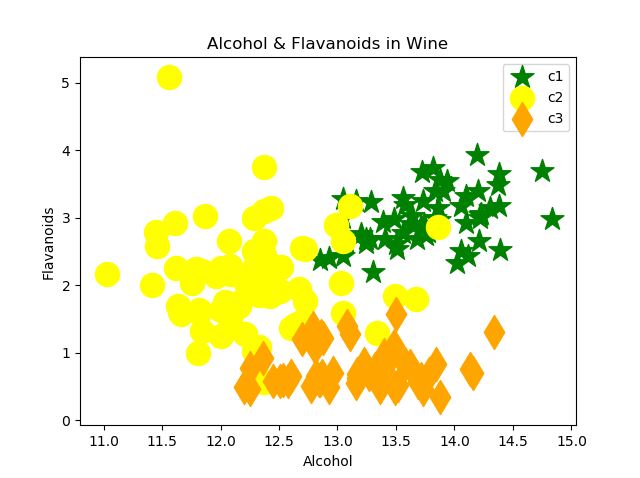 Alcohol & Flavanoids in Wine
c1
c2
c3
5
4
3
2
1
0
Flavanoids
11.0 11.5 12.0 12.5 13.0 13.5 14.0 14.5 15.0
Alcohol